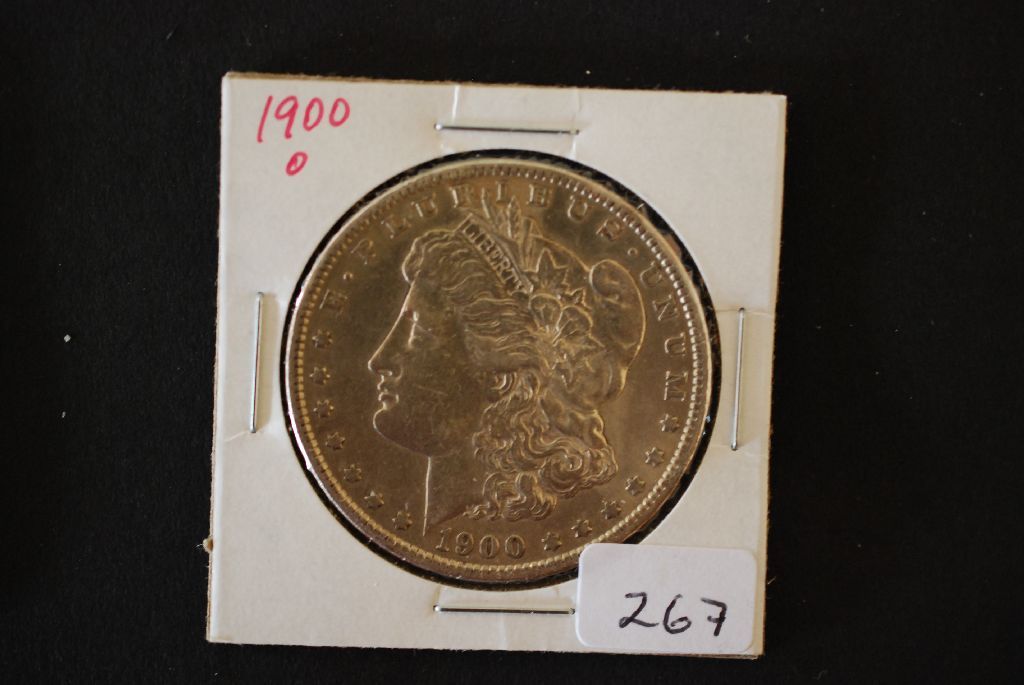 1900
O
E · PLURIBUS · UNUM
LIBERTY
1900
267